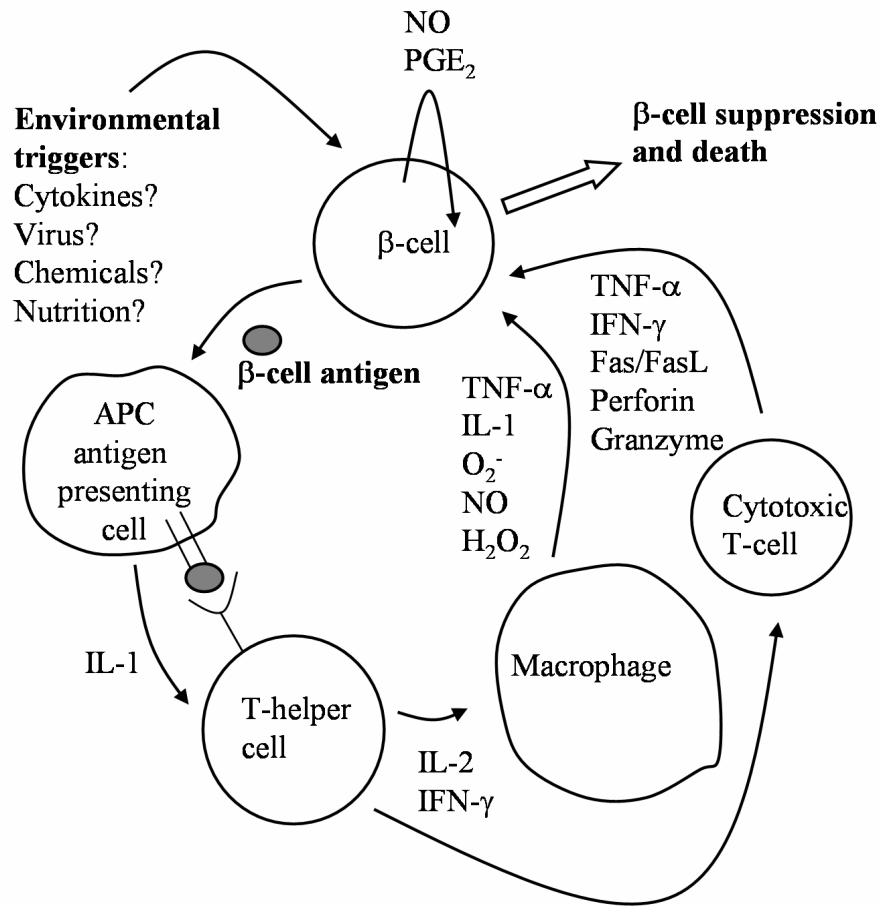 NO
PGE₂
Environmental
triggers:
Cytokines?
Virus?
Chemicals?
Nutrition?
β-cell suppression
and death
β-cell
β-cell antigen
TNF-α
IFN-γ
Fas/FasL
Perforin
Granzyme
TNF-α
IL-1
O₂⁻
NO
H₂O₂
APC
antigen
presenting
cell
Cytotoxic
T-cell
IL-1
Macrophage
T-helper
cell
IL-2
IFN-γ